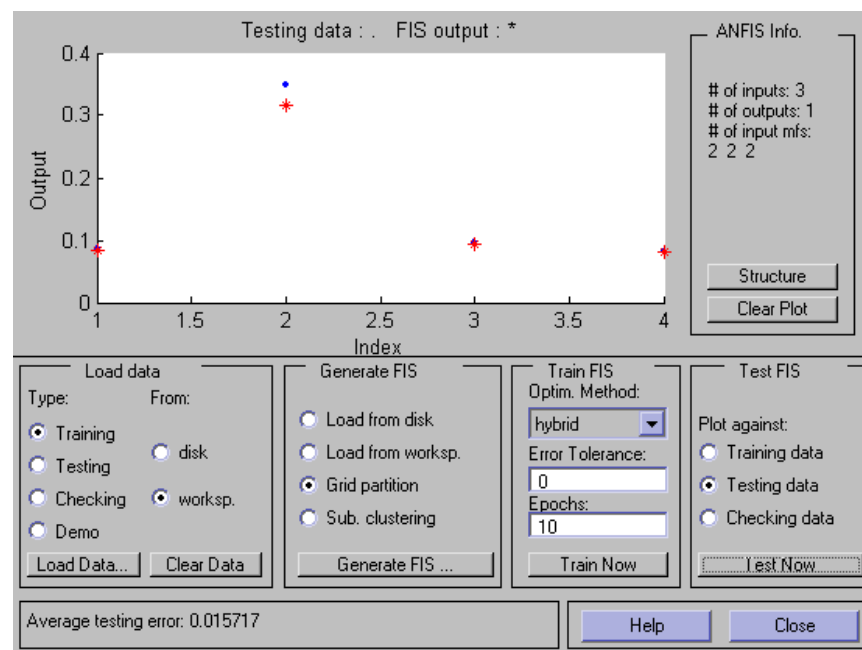 Testing data : .   FIS output : *
0.4
0.3
0.2
0.1
0
Output
1 1.5 2 2.5 3 3.5 4
Index
ANFIS Info.
# of inputs: 3
# of outputs: 1
# of input mfs:
2 2 2
Structure
Clear Plot
Load data
Type: From:
Training
Testing
Checking
Demo
disk
worksp.
Load Data... Clear Data
Generate FIS
Load from disk
Load from worksp.
Grid partition
Sub. clustering
Generate FIS ...
Train FIS
Optim. Method:
hybrid
Error Tolerance:
0
Epochs:
10
Train Now
Test FIS
Plot against:
Training data
Testing data
Checking data
Test Now
Average testing error: 0.015717
Help Close